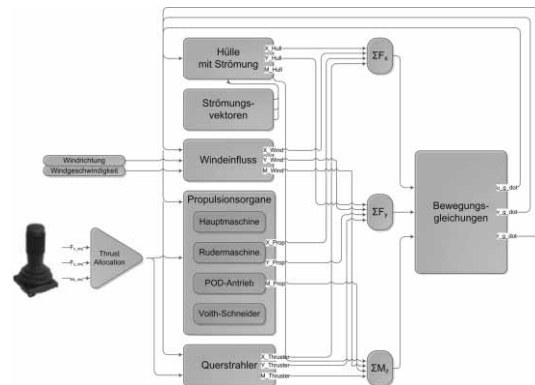 Hülle
mit Strömung
X_Hull
Y_Hull
M_Hull
Strömungs-
vektoren
Windrichtung
Windgeschwindigkeit
Windeinfluss
X_Wind
Y_Wind
M_Wind
Propulsionsorgane
Hauptmaschine
Rudermaschine
POD-Antrieb
Voith-Schneider
X_Prop
Y_Prop
M_Prop
Thrust
Allocation
Querstrahler
X_Thruster
Y_Thruster
M_Thruster
ΣFx
ΣFy
ΣMz
Bewegungs-
gleichungen